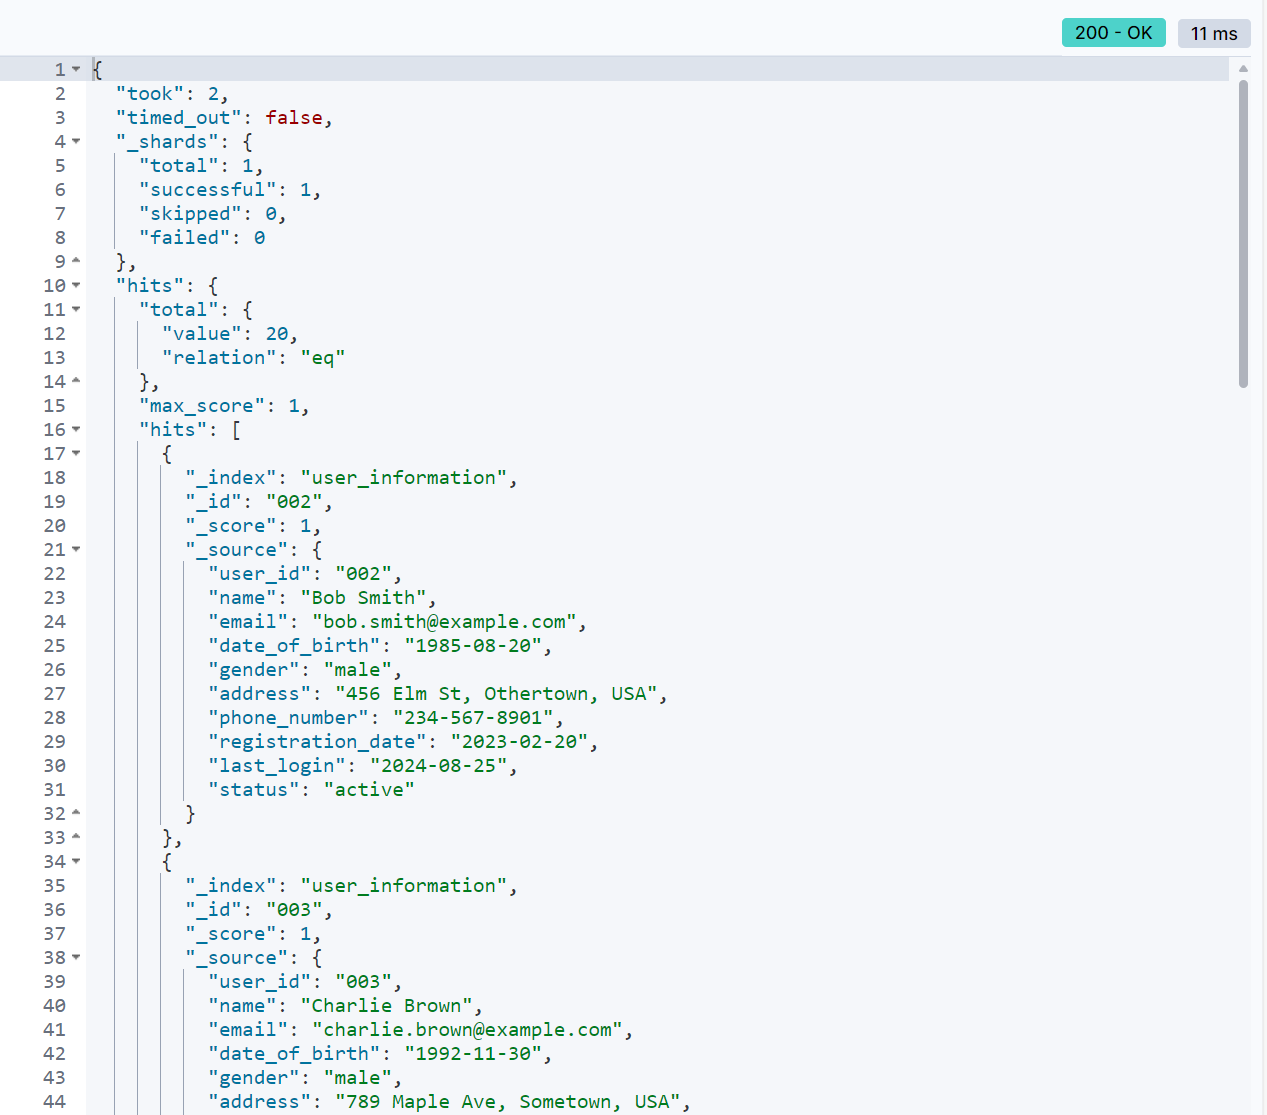 200 - OK 11 ms
1 {
2 "took": 2,
3 "timed_out": false,
4 "_shards": {
5 "total": 1,
6 "successful": 1,
7 "skipped": 0,
8 "failed": 0
9 },
10 "hits": {
11 "total": {
12 "value": 20,
13 "relation": "eq"
14 },
15 "max_score": 1,
16 "hits": [
17 {
18 "_index": "user_information",
19 "_id": "002",
20 "_score": 1,
21 "_source": {
22 "user_id": "002",
23 "name": "Bob Smith",
24 "email": "bob.smith@example.com",
25 "date_of_birth": "1985-08-20",
26 "gender": "male",
27 "address": "456 Elm St, Othertown, USA",
28 "phone_number": "234-567-8901",
29 "registration_date": "2023-02-20",
30 "last_login": "2024-08-25",
31 "status": "active"
32 }
33 },
34 {
35 "_index": "user_information",
36 "_id": "003",
37 "_score": 1,
38 "_source": {
39 "user_id": "003",
40 "name": "Charlie Brown",
41 "email": "charlie.brown@example.com",
42 "date_of_birth": "1992-11-30",
43 "gender": "male",
44 "address": "789 Maple Ave, Sometown, USA",